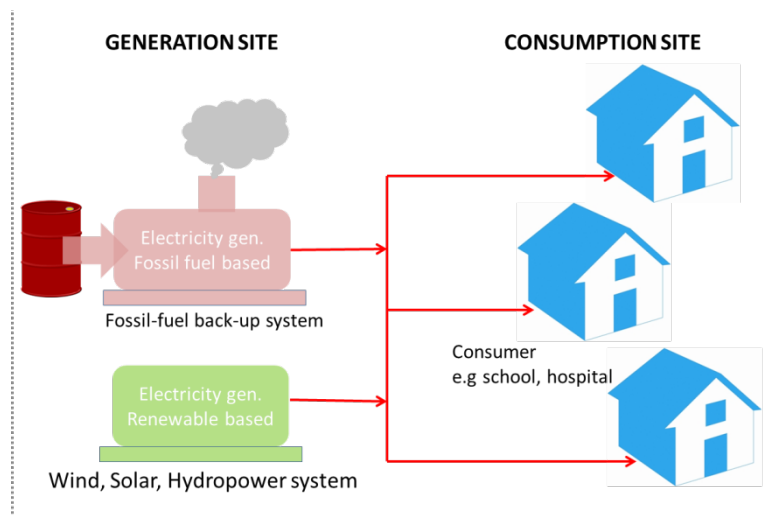 GENERATION SITE
CONSUMPTION SITE
Electricity gen.
Fossil fuel based
Fossil-fuel back-up system
Consumer
e.g school, hospital
Electricity gen.
Renewable based
Wind, Solar, Hydropower system